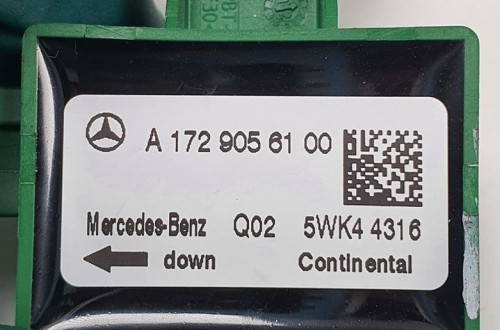 A 172 905 61 00
Mercedes-Benz Q02 5WK4 4316
down Continental